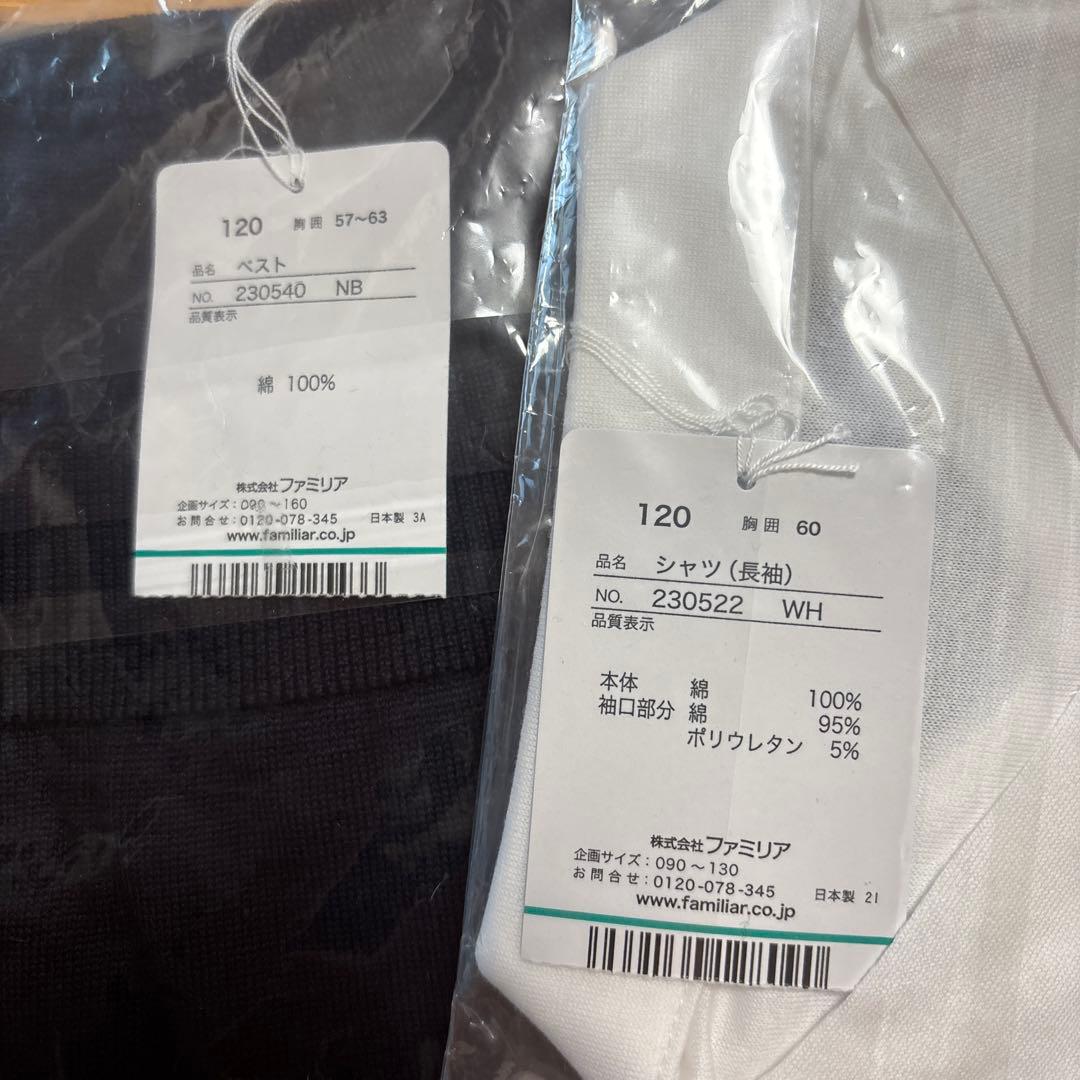 120 胸囲 57〜63
品名 ベスト
NO. 230540 NB
品質表示
綿 100%
株式会社ファミリア
企画サイズ：090〜160
お問合せ：0120-078-345 日本製 3A
www.familiar.co.jp
120 胸囲 60
品名 シャツ（長袖）
NO. 230522 WH
品質表示
本体 綿 100%
袖口部分 綿 95%
ポリウレタン 5%
株式会社ファミリア
企画サイズ：090〜130
お問合せ：0120-078-345 日本製 21
www.familiar.co.jp